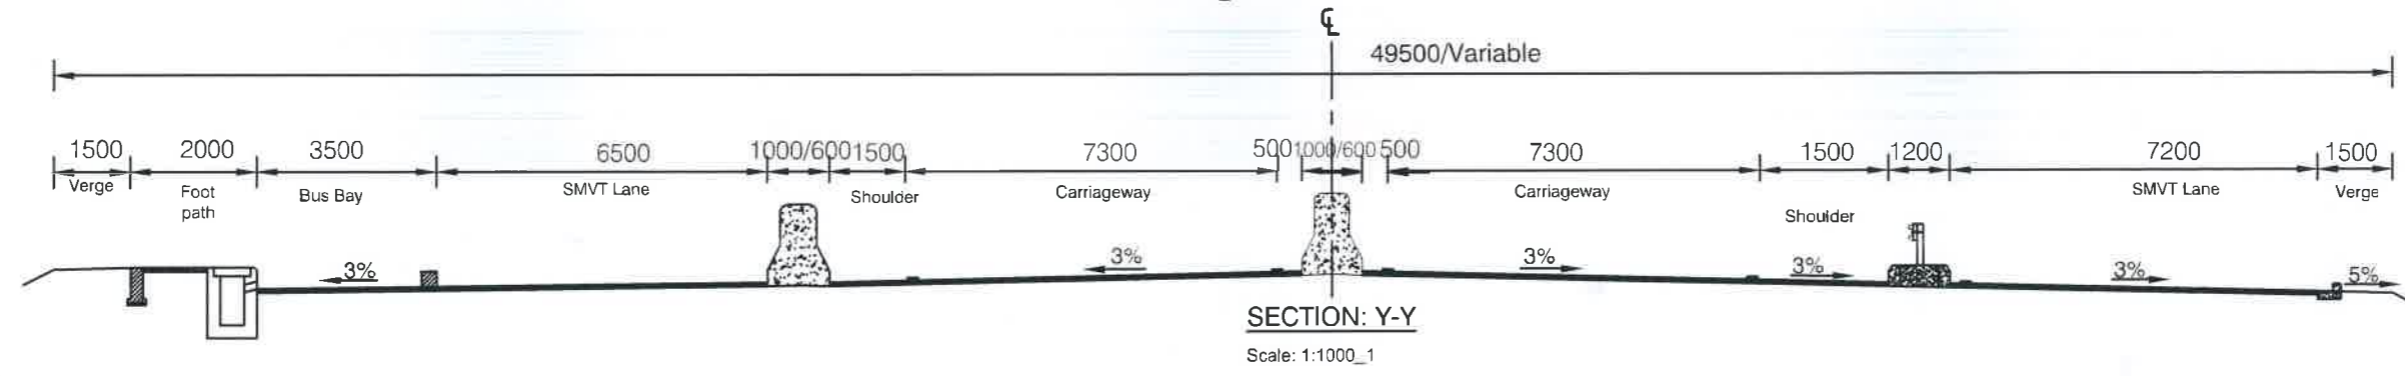 ℄
49500/Variable
1500 2000 3500 6500 1000/600 1500 7300 500 1000/600 500 7300 1500 1200 7200 1500
Verge Foot path Bus Bay SMVT Lane Shoulder Carriageway Carriageway Shoulder SMVT Lane Verge
3% 3% 3% 3% 3% 5%
SECTION: Y-Y
Scale: 1:1000_1